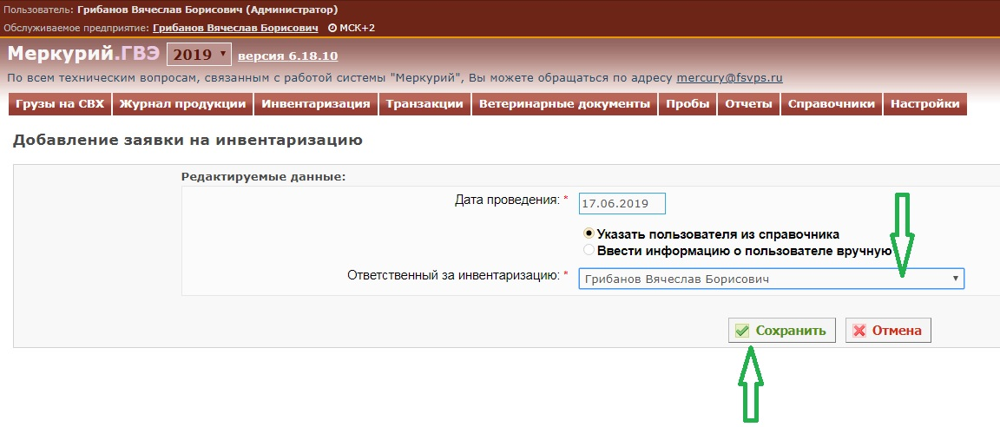 Пользователь: Грибанов Вячеслав Борисович (Администратор)
Обслуживаемое предприятие: Грибанов Вячеслав Борисович МСК+2
Меркурий.ГВЭ 2019 версия 6.18.10
По всем техническим вопросам, связанным с работой системы "Меркурий", Вы можете обращаться по адресу mercury@fsvps.ru
Грузы на СВХ Журнал продукции Инвентаризация Транзакции Ветеринарные документы Пробы Отчеты Справочники Настройки
Добавление заявки на инвентаризацию
Редактируемые данные:
Дата проведения: * 17.06.2019
Указать пользователя из справочника
Ввести информацию о пользователе вручную
Ответственный за инвентаризацию: * Грибанов Вячеслав Борисович
Сохранить Отмена